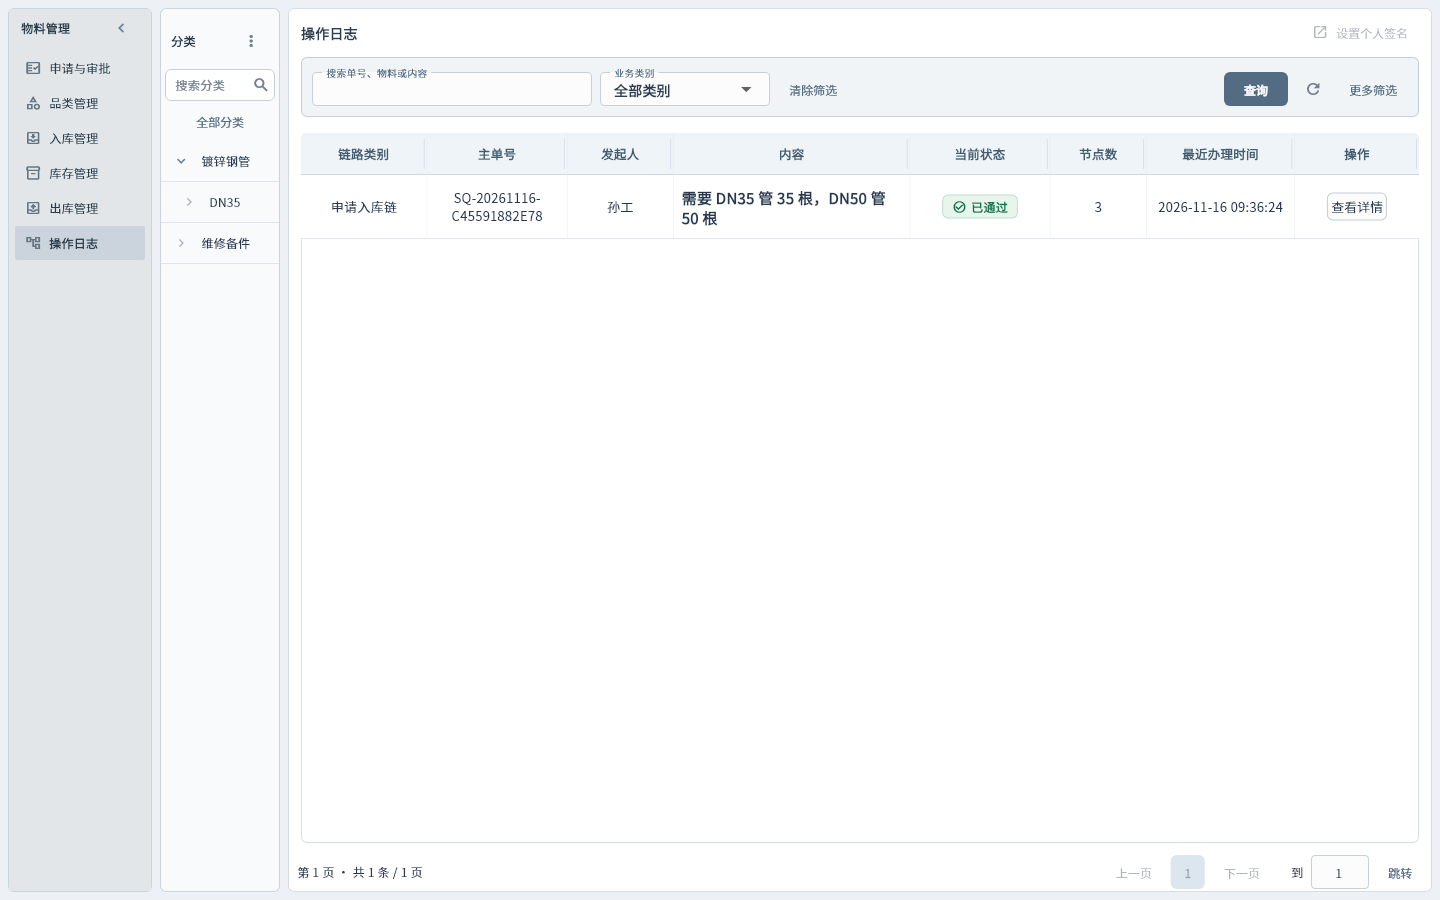 物料管理
申请与审批
品类管理
入库管理
库存管理
出库管理
操作日志
分类
搜索分类
全部分类
镀锌钢管
DN35
维修备件
操作日志
设置个人签名
搜索单号、物料或内容
业务类别
全部类别
清除筛选
查询
更多筛选
链路类别 主单号 发起人 内容 当前状态 节点数 最近办理时间 操作
申请入库链
SQ-20261116-
C45591882E78
孙工
需要 DN35 管 35 根，DN50 管
50 根
已通过
3
2026-11-16 09:36:24
查看详情
第 1 页 · 共 1 条 / 1 页
上一页 1 下一页 到 1 跳转